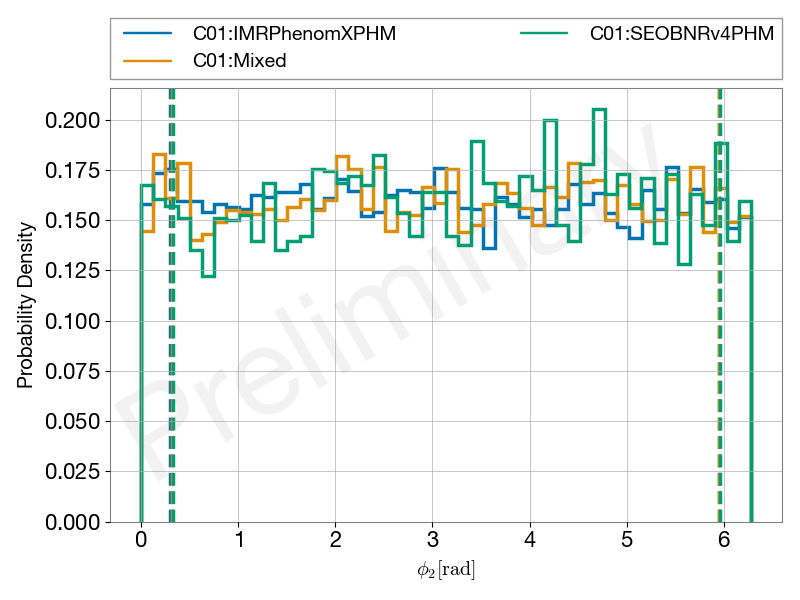 C01:IMRPhenomXPHM
C01:SEOBNRv4PHM
C01:Mixed
Preliminary
Probability Density
0.200
0.175
0.150
0.125
0.100
0.075
0.050
0.025
0.000
0 1 2 3 4 5 6
ϕ₂[rad]